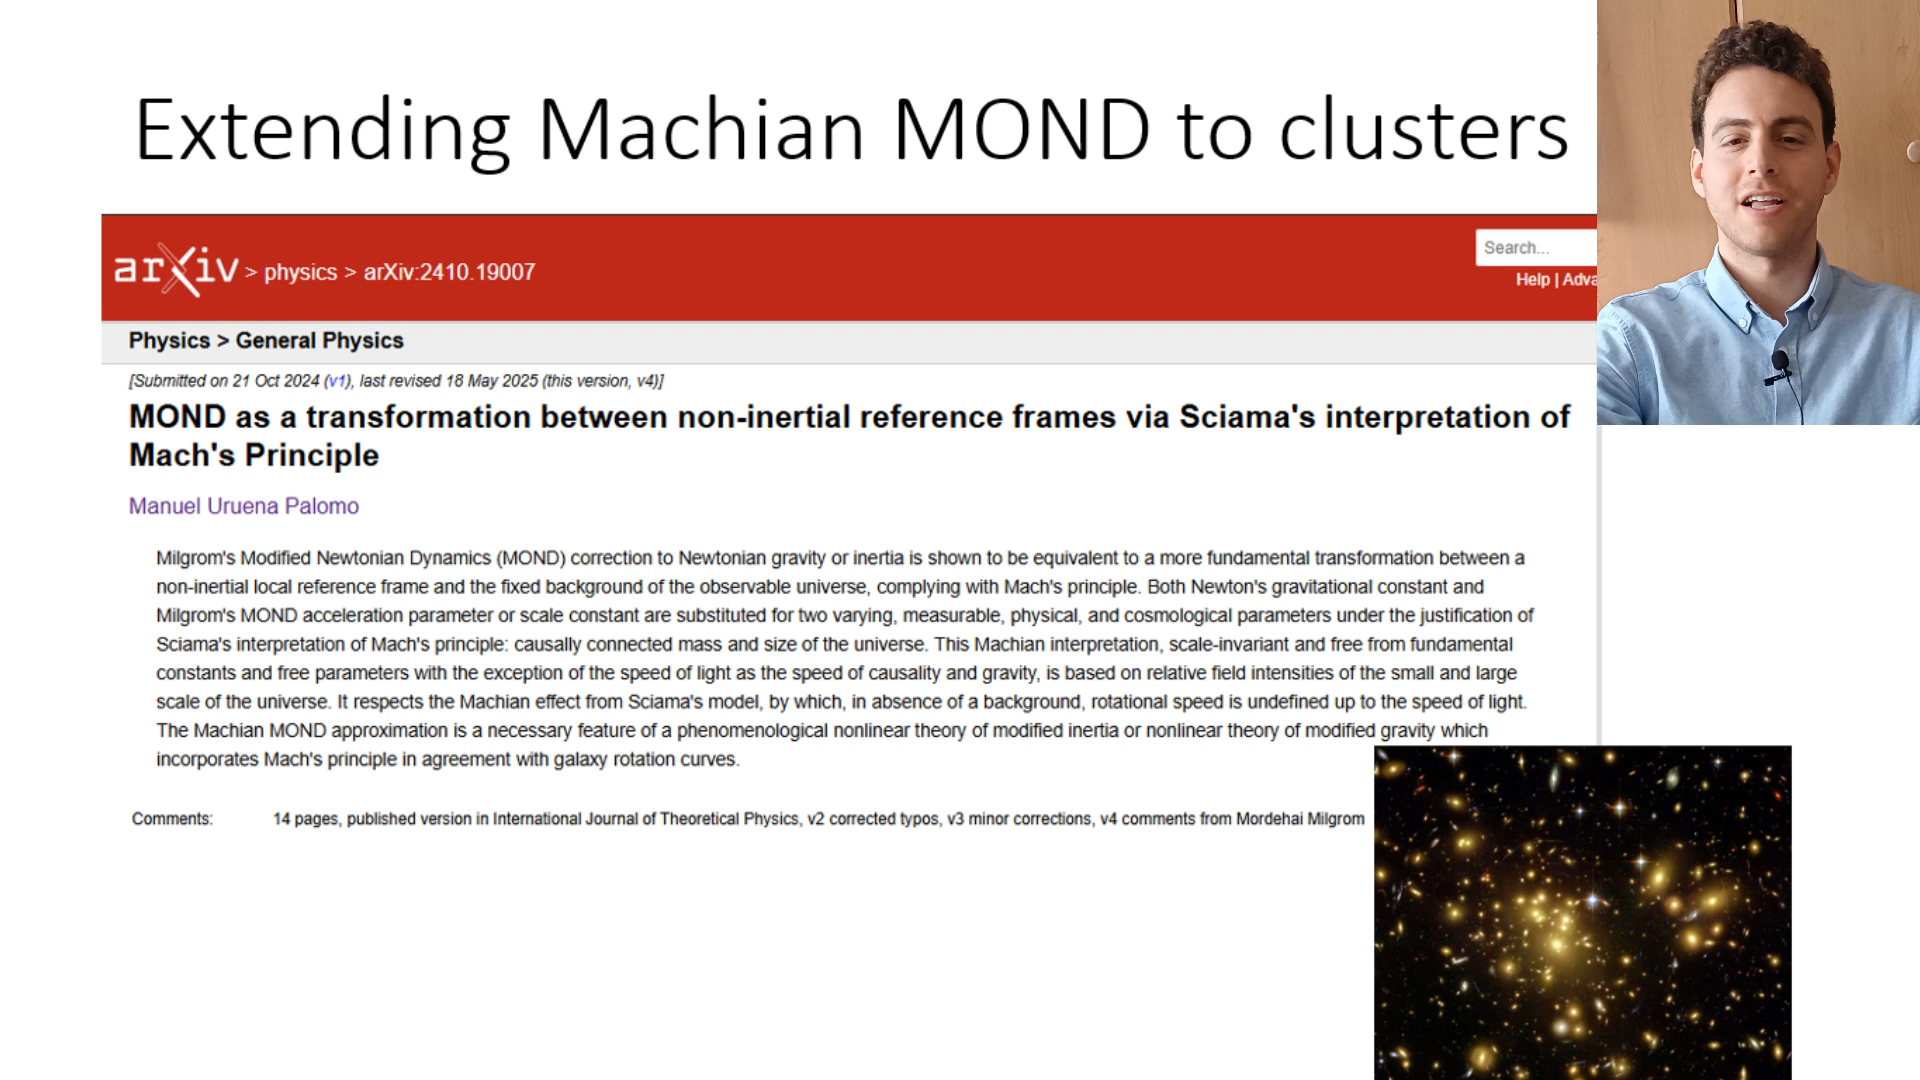 Extending Machian MOND to clusters
arXiv > physics > arXiv:2410.19007
Search...
Help | Adva
Physics > General Physics
[Submitted on 21 Oct 2024 (v1), last revised 18 May 2025 (this version, v4)]
MOND as a transformation between non-inertial reference frames via Sciama's interpretation of
Mach's Principle
Manuel Uruena Palomo
Milgrom's Modified Newtonian Dynamics (MOND) correction to Newtonian gravity or inertia is shown to be equivalent to a more fundamental transformation between a
non-inertial local reference frame and the fixed background of the observable universe, complying with Mach's principle. Both Newton's gravitational constant and
Milgrom's MOND acceleration parameter or scale constant are substituted for two varying, measurable, physical, and cosmological parameters under the justification of
Sciama's interpretation of Mach's principle: causally connected mass and size of the universe. This Machian interpretation, scale-invariant and free from fundamental
constants and free parameters with the exception of the speed of light as the speed of causality and gravity, is based on relative field intensities of the small and large
scale of the universe. It respects the Machian effect from Sciama's model, by which, in absence of a background, rotational speed is undefined up to the speed of light.
The Machian MOND approximation is a necessary feature of a phenomenological nonlinear theory of modified inertia or nonlinear theory of modified gravity which
incorporates Mach's principle in agreement with galaxy rotation curves.
Comments: 14 pages, published version in International Journal of Theoretical Physics, v2 corrected typos, v3 minor corrections, v4 comments from Mordehai Milgrom